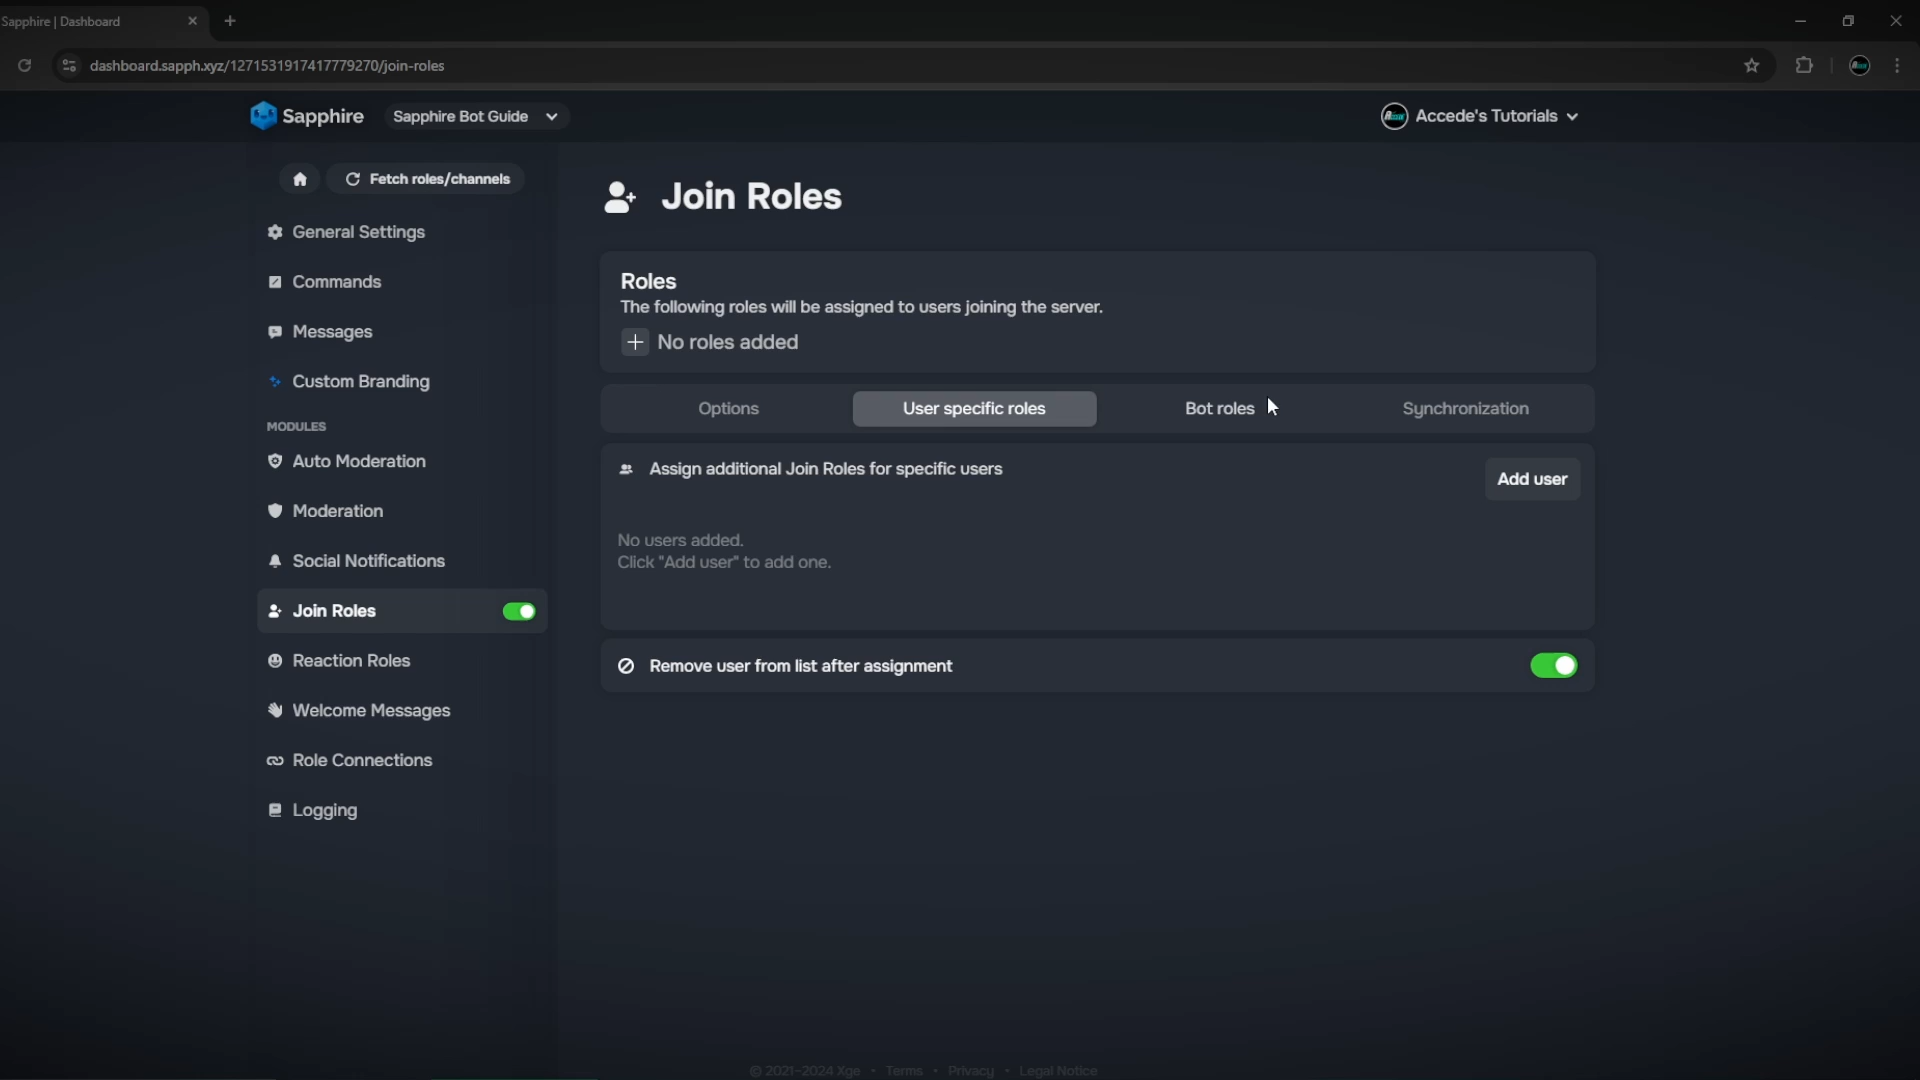 Sapphire | Dashboard
dashboard.sapph.xyz/1271531917417779270/join-roles
Sapphire
Sapphire Bot Guide
Accede's Tutorials
Fetch roles/channels
General Settings
Commands
Messages
Custom Branding
MODULES
Auto Moderation
Moderation
Social Notifications
Join Roles
Reaction Roles
Welcome Messages
Role Connections
Logging
Join Roles
Roles
The following roles will be assigned to users joining the server.
No roles added
Options
User specific roles
Bot roles
Synchronization
Assign additional Join Roles for specific users
Add user
No users added.
Click "Add user" to add one.
Remove user from list after assignment
© 2021–2024 Xge • Terms • Privacy • Legal Notice